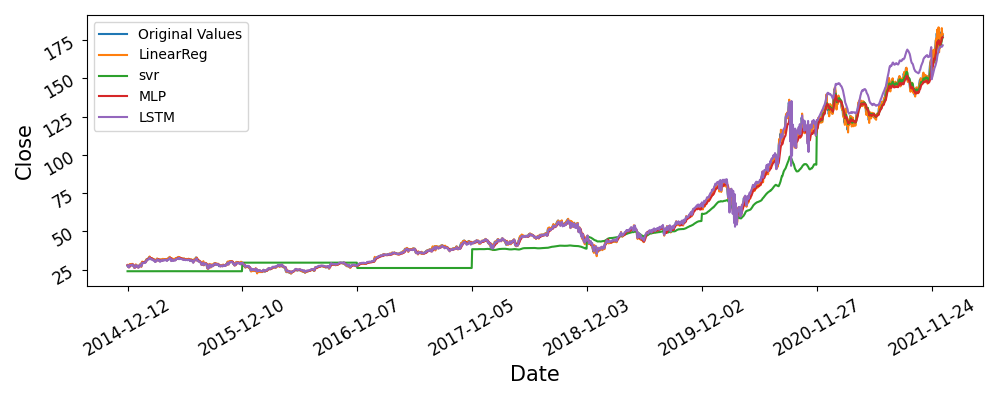 Original Values
LinearReg
svr
MLP
LSTM
Close
175
150
125
100
75
50
25
2014-12-12
2015-12-10
2016-12-07
2017-12-05
2018-12-03
2019-12-02
2020-11-27
2021-11-24
Date